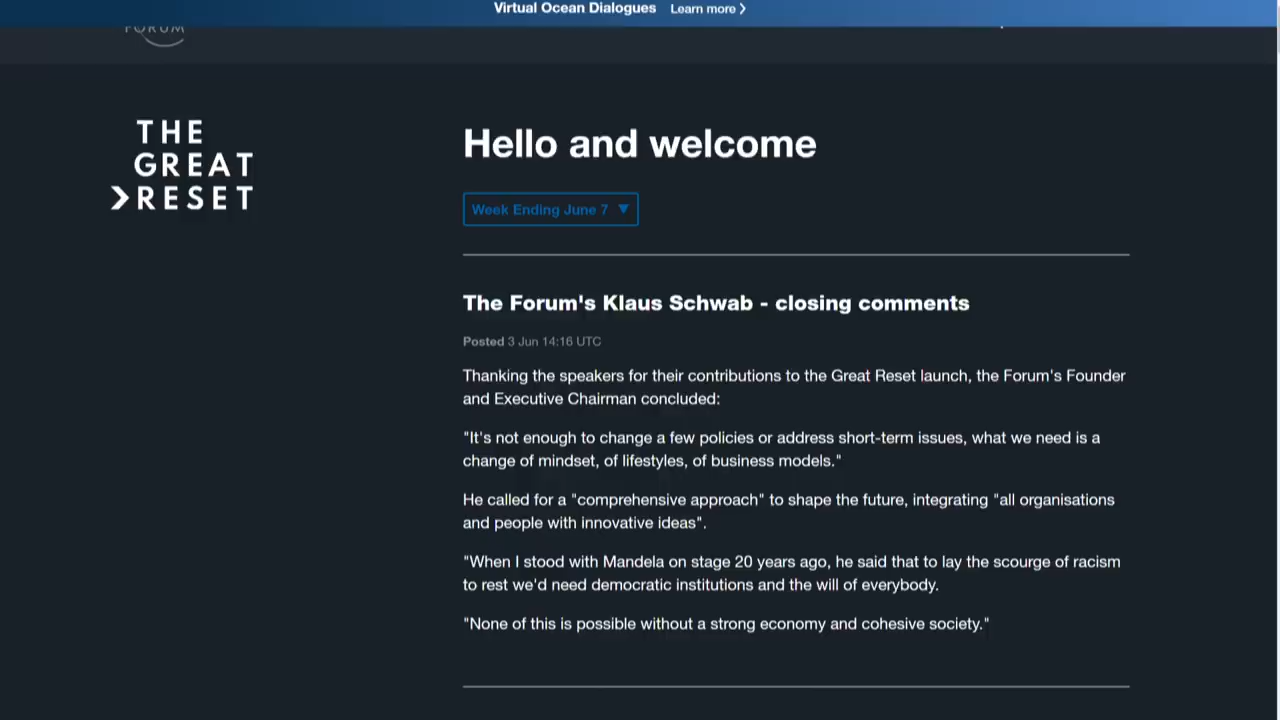 Virtual Ocean Dialogues Learn more
FORUM
THE
GREAT
RESET
Hello and welcome
Week Ending June 7
The Forum's Klaus Schwab - closing comments
Posted 3 Jun 14:16 UTC
Thanking the speakers for their contributions to the Great Reset launch, the Forum's Founder
and Executive Chairman concluded:
"It's not enough to change a few policies or address short-term issues, what we need is a
change of mindset, of lifestyles, of business models."
He called for a "comprehensive approach" to shape the future, integrating "all organisations
and people with innovative ideas".
"When I stood with Mandela on stage 20 years ago, he said that to lay the scourge of racism
to rest we'd need democratic institutions and the will of everybody.
"None of this is possible without a strong economy and cohesive society."